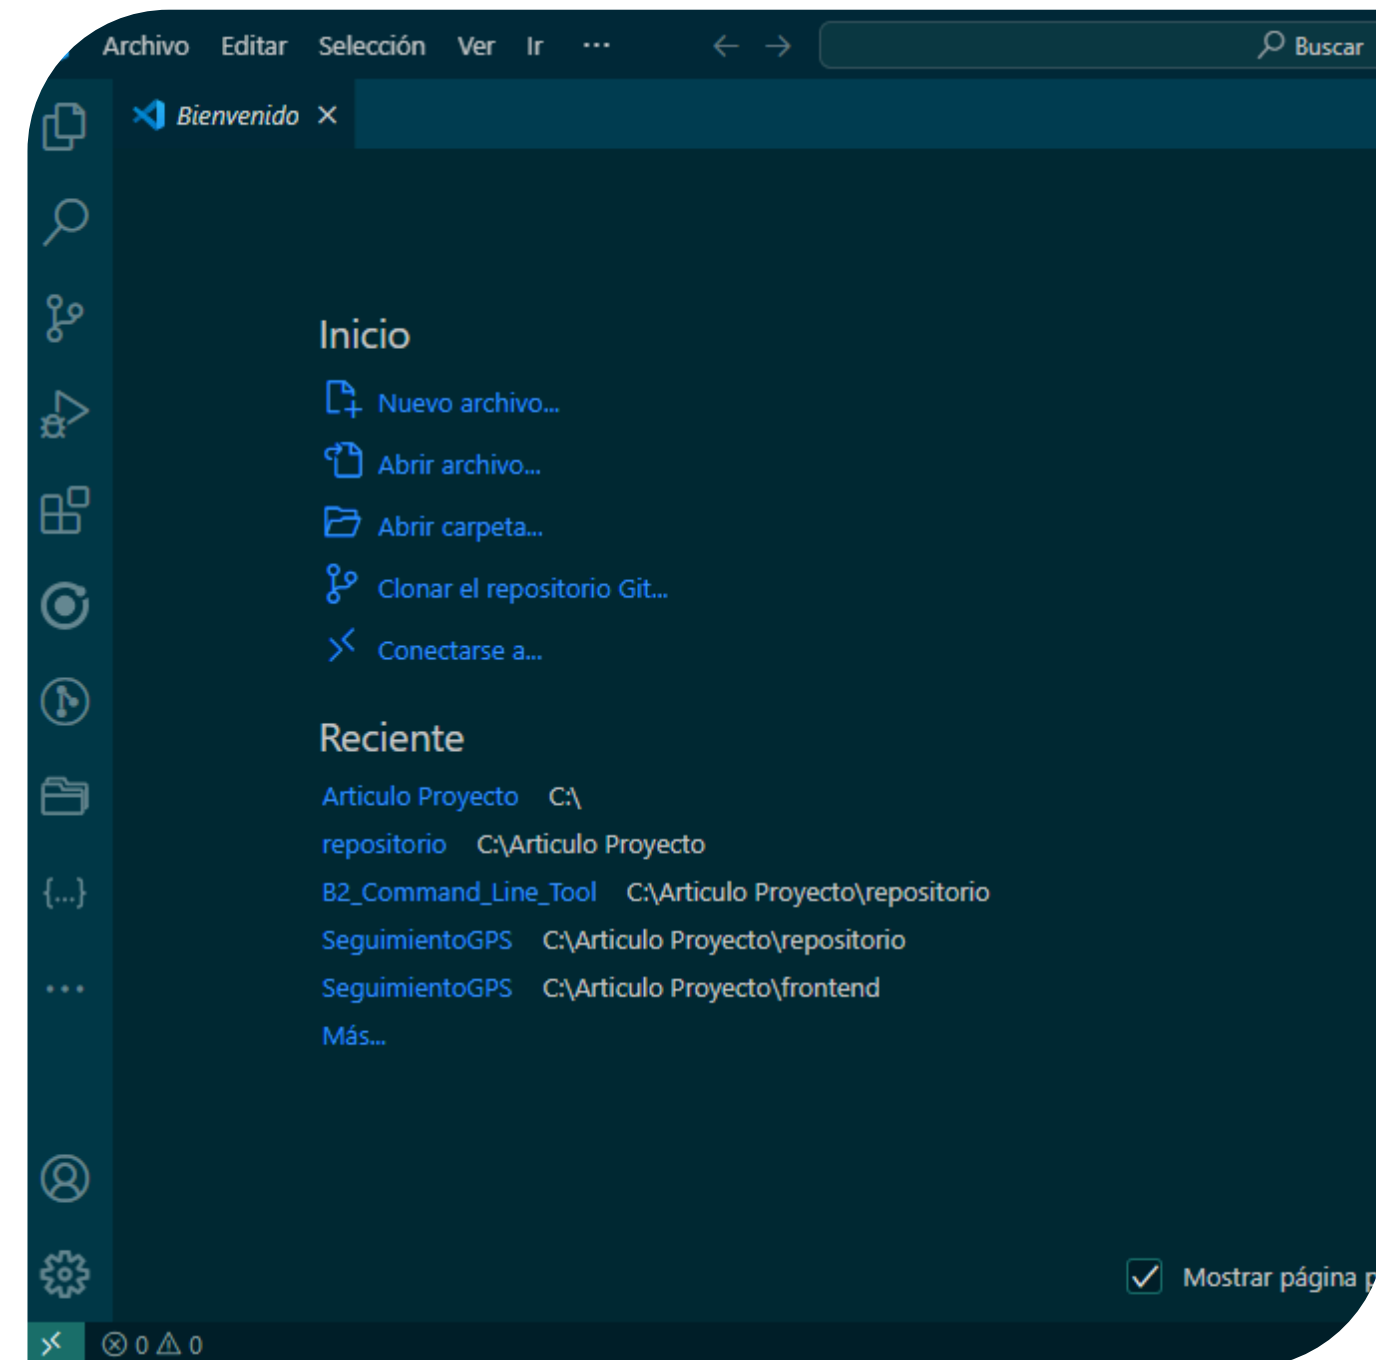 Archivo Editar Selección Ver Ir ··· Buscar
Bienvenido
Inicio
Nuevo archivo...
Abrir archivo...
Abrir carpeta...
Clonar el repositorio Git...
Conectarse a...
Reciente
Articulo Proyecto C:\
repositorio C:\Articulo Proyecto
{...}
B2_Command_Line_Tool C:\Articulo Proyecto\repositorio
SeguimientoGPS C:\Articulo Proyecto\repositorio
SeguimientoGPS C:\Articulo Proyecto\frontend
Más...
Mostrar página p
0 0